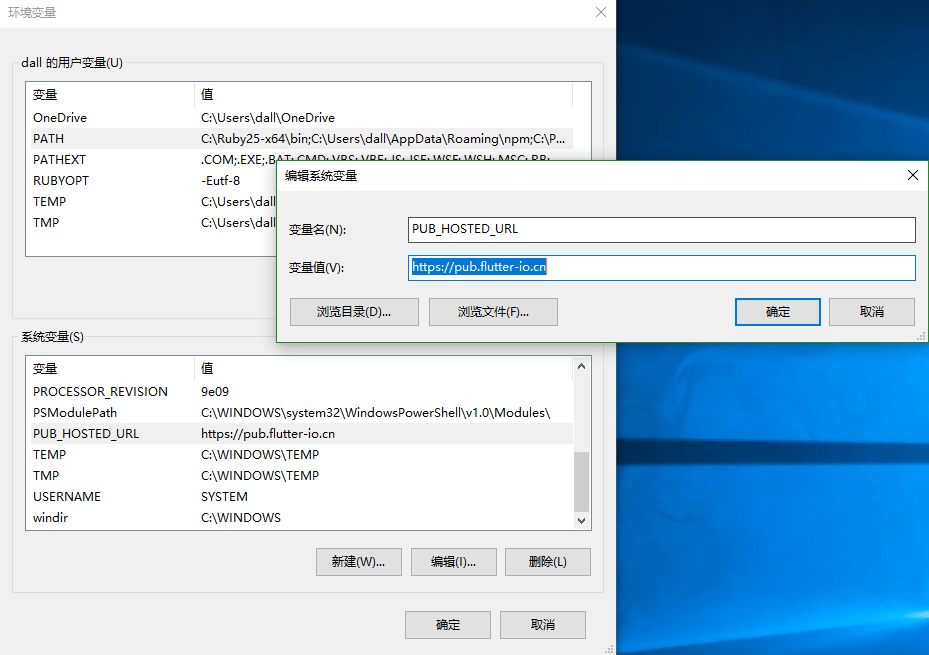 环境变量
dall 的用户变量(U)
变量 值
OneDrive C:\Users\dall\OneDrive
PATH C:\Ruby25-x64\bin;C:\Users\dall\AppData\Roaming\npm;C:\P...
PATHEXT .COM;.EXE;.BAT;.CMD;.VBS;.VBE;.JS;.JSE;.WSF;.WSH;.MSC;.RB;
RUBYOPT -Eutf-8
TEMP C:\Users\dall
TMP C:\Users\dall
编辑系统变量
变量名(N): PUB_HOSTED_URL
变量值(V): https://pub.flutter-io.cn
浏览目录(D)... 浏览文件(F)... 确定 取消
系统变量(S)
变量 值
PROCESSOR_REVISION 9e09
PSModulePath C:\WINDOWS\system32\WindowsPowerShell\v1.0\Modules\
PUB_HOSTED_URL https://pub.flutter-io.cn
TEMP C:\WINDOWS\TEMP
TMP C:\WINDOWS\TEMP
USERNAME SYSTEM
windir C:\WINDOWS
新建(W)... 编辑(I)... 删除(L)
确定 取消